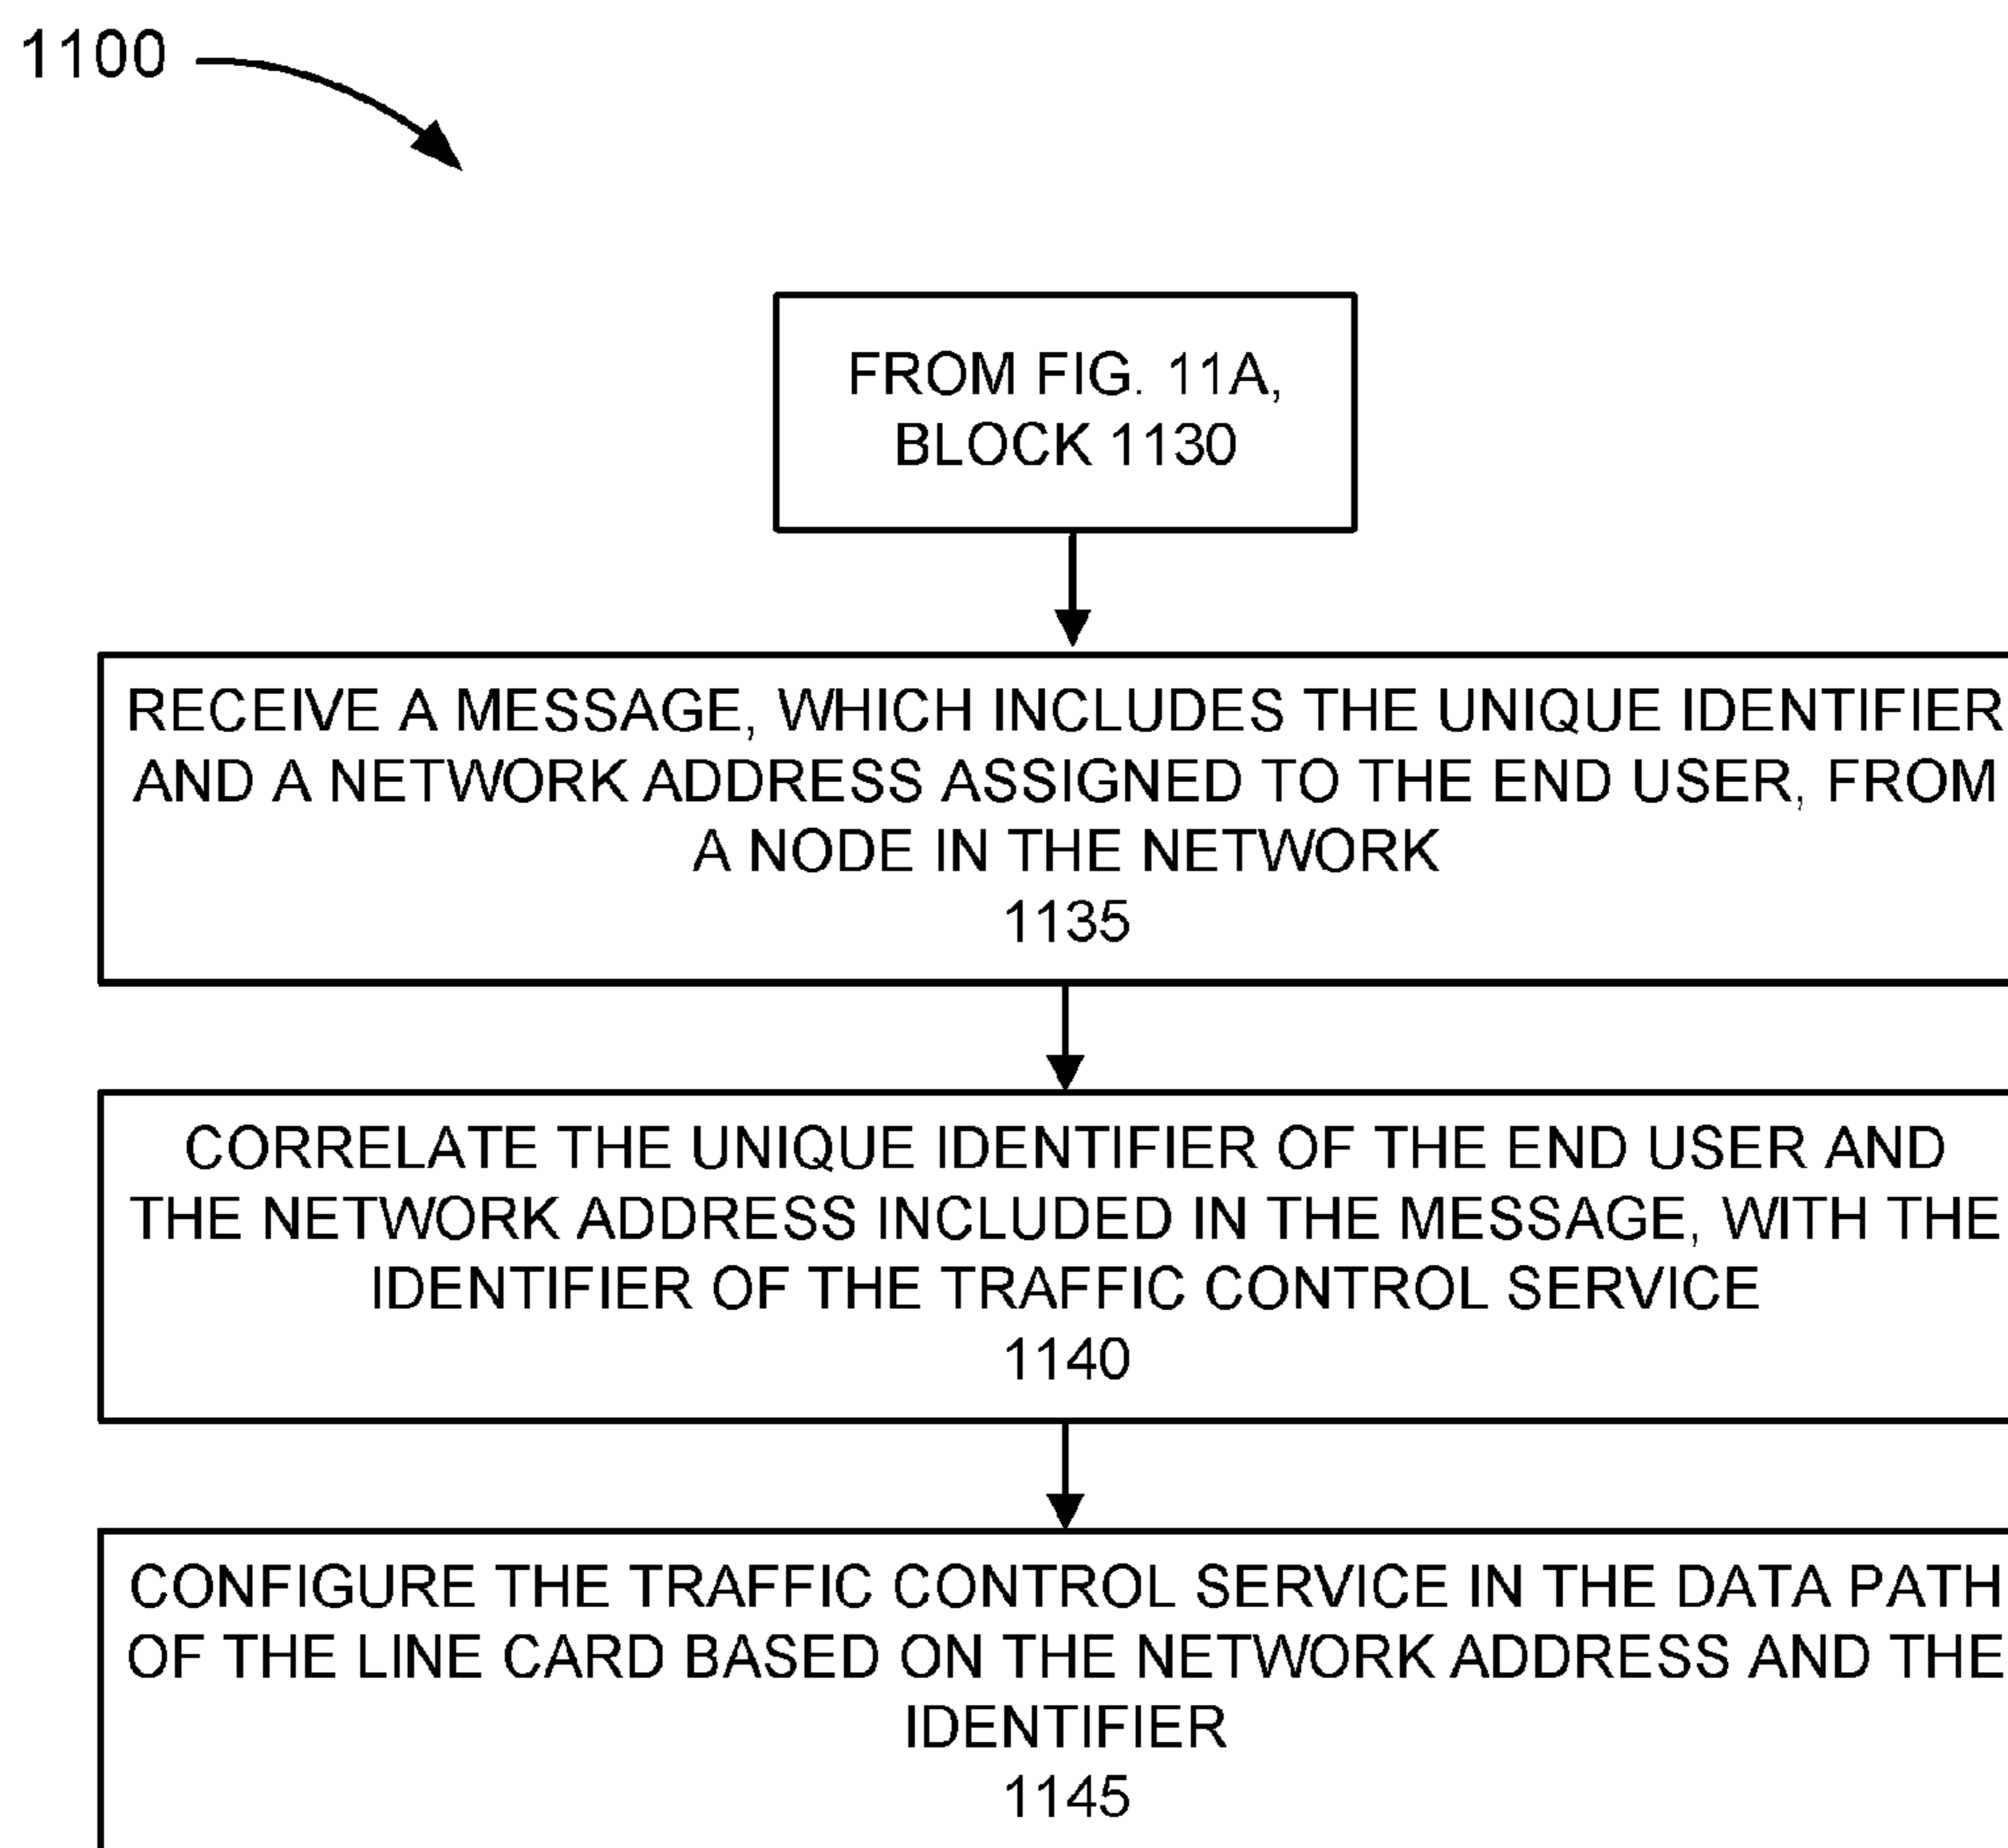 1100
FROM FIG. 11A,
BLOCK 1130
RECEIVE A MESSAGE, WHICH INCLUDES THE UNIQUE IDENTIFIER
AND A NETWORK ADDRESS ASSIGNED TO THE END USER, FROM
A NODE IN THE NETWORK
1135
CORRELATE THE UNIQUE IDENTIFIER OF THE END USER AND
THE NETWORK ADDRESS INCLUDED IN THE MESSAGE, WITH THE
IDENTIFIER OF THE TRAFFIC CONTROL SERVICE
1140
CONFIGURE THE TRAFFIC CONTROL SERVICE IN THE DATA PATH
OF THE LINE CARD BASED ON THE NETWORK ADDRESS AND THE
IDENTIFIER
1145